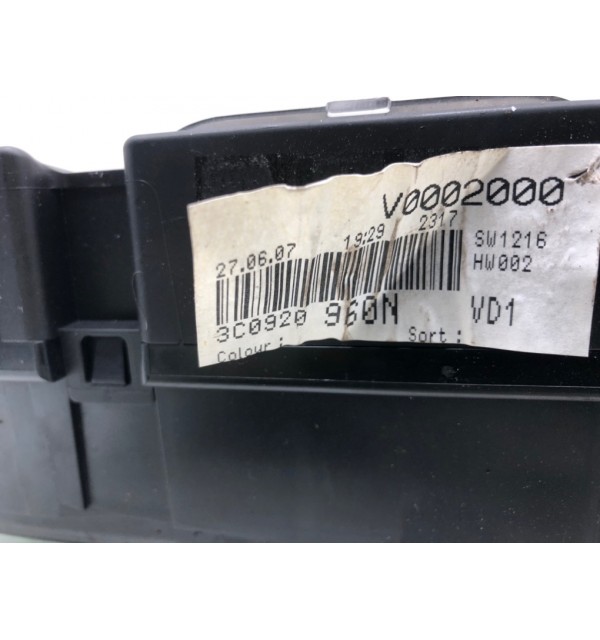 V0002000
27.06.07 19:29 2317 SW1216
HW002
3C0920 960N VD1
Colour : Sort :